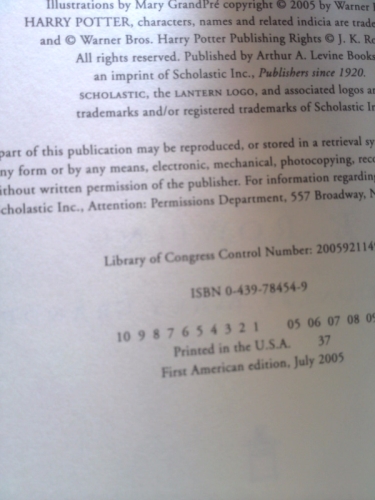 Illustrations by Mary GrandPré copyright © 2005 by Warner
HARRY POTTER, characters, names and related indicia are
and © Warner Bros. Harry Potter Publishing Rights © J. K.
All rights reserved. Published by Arthur A. Levine Books
an imprint of Scholastic Inc., Publishers since 1920.
SCHOLASTIC, the LANTERN LOGO, and associated logos
trademarks and/or registered trademarks of Scholastic
part of this publication may be reproduced, or stored in a retrieval
form or by any means, electronic, mechanical, photocopying,
without written permission of the publisher. For information
Scholastic Inc., Attention: Permissions Department, 557 Broadway,
Library of Congress Control Number: 2005921149
ISBN 0-439-78454-9
10 9 8 7 6 5 4 3 2 1 05 06 07 08 09
Printed in the U.S.A. 37
First American edition, July 2005